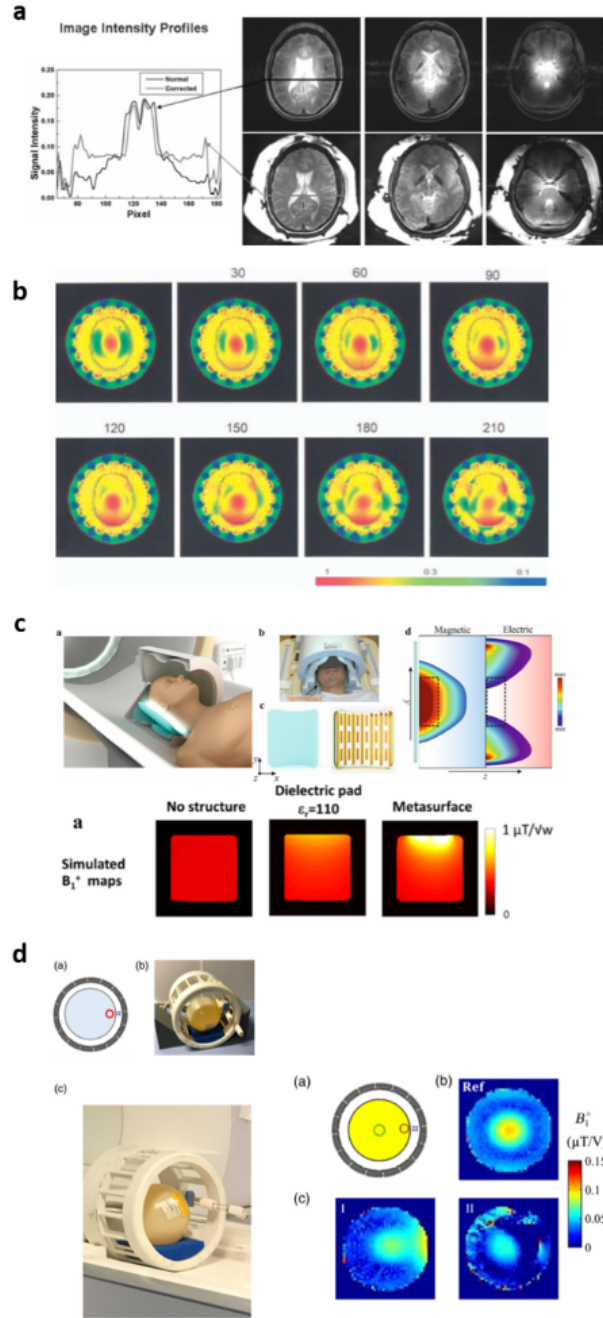 a
Image Intensity Profiles
Normal
Corrected
Signal Intensity
0.25
0.20
0.15
0.10
0.05
0.00
80
100
120
140
160
180
Pixel
b
30
60
90
120
150
180
210
1
0.3
0.1
c
a
b
c
y
z
x
d
Magnetic
Electric
max
min
z
a
No structure
Dielectric pad
εr=110
Metasurface
Simulated
B1+ maps
1 μT/√w
0
d
(a)
(b)
(c)
(a)
(b)
Ref
B1+
(μT/V)
0.15
0.1
0.05
0
(c)
I
II